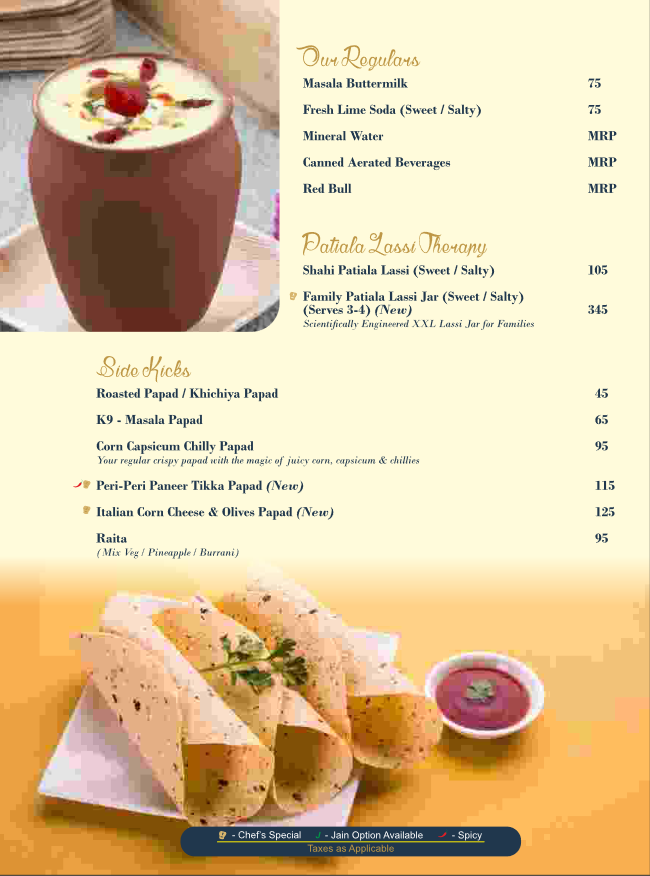 Our Regulars
Masala Buttermilk 75
Fresh Lime Soda (Sweet / Salty) 75
Mineral Water MRP
Canned Aerated Beverages MRP
Red Bull MRP
Patiala Lassi Therapy
Shahi Patiala Lassi (Sweet / Salty) 105
Family Patiala Lassi Jar (Sweet / Salty)
(Serves 3-4) (New) 345
Scientifically Engineered XXL Lassi Jar for Families
Side Kicks
Roasted Papad / Khichiya Papad 45
K9 - Masala Papad 65
Corn Capsicum Chilly Papad 95
Your regular crispy papad with the magic of juicy corn, capsicum & chillies
Peri-Peri Paneer Tikka Papad (New) 115
Italian Corn Cheese & Olives Papad (New) 125
Raita 95
(Mix Veg / Pineapple / Burrani)
- Chef's Special - Jain Option Available - Spicy
Taxes as Applicable